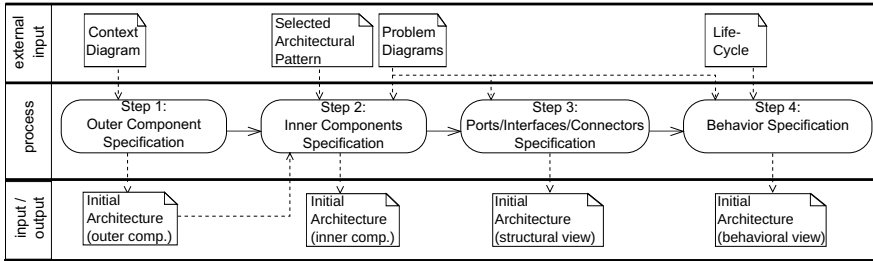 external
input
Context
Diagram
Selected
Architectural
Pattern
Problem
Diagrams
Life-
Cycle
process
Step 1:
Outer Component
Specification
Step 2:
Inner Components
Specification
Step 3:
Ports/Interfaces/Connectors
Specification
Step 4:
Behavior Specification
input /
output
Initial
Architecture
(outer comp.)
Initial
Architecture
(inner comp.)
Initial
Architecture
(structural view)
Initial
Architecture
(behavioral view)